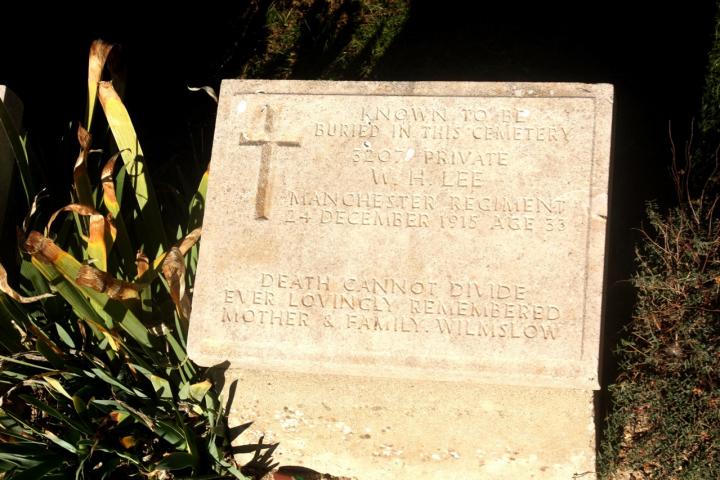 KNOWN TO BE
BURIED IN THIS CEMETERY
3207 PRIVATE
W. H. LEE
MANCHESTER REGIMENT
24 DECEMBER 1915 AGE 33
DEATH CANNOT DIVIDE
EVER LOVINGLY REMEMBERED
MOTHER & FAMILY. WILMSLOW